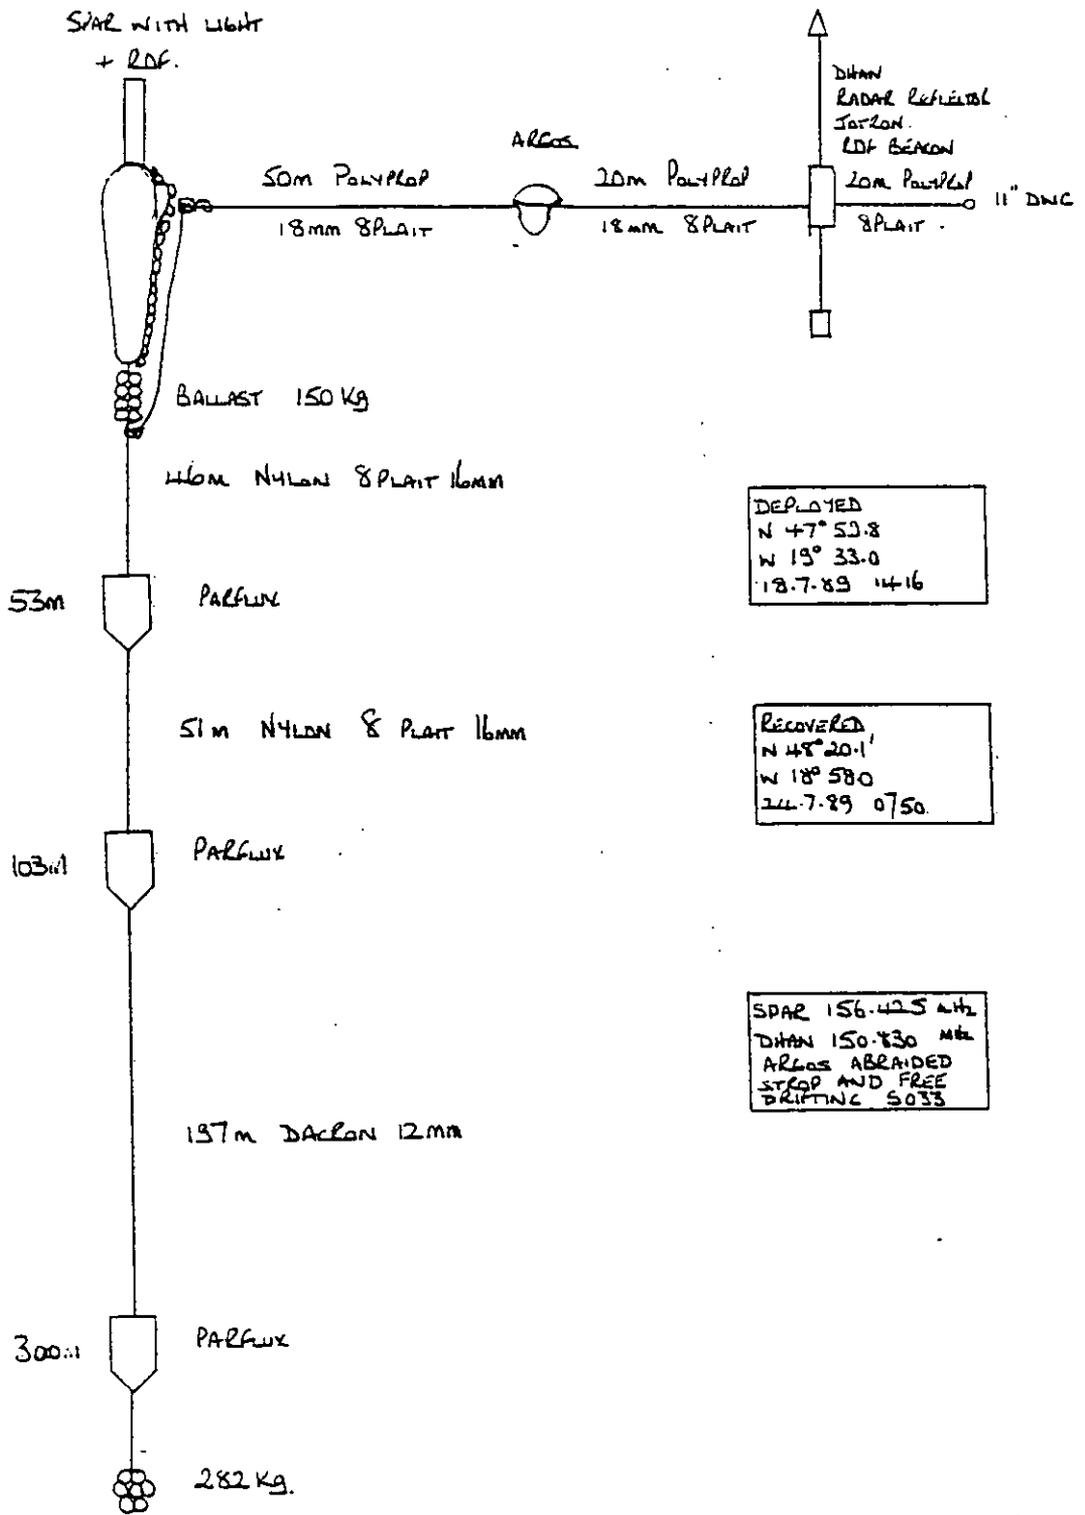 SPAR WITH LIGHT
+ RDF.
DHAN
RADAR REFLECTOR
JOTRON.
RDF BEACON
ARGOS
50m POLYPROP
18mm 8PLAIT
20m POLYPROP
18mm 8PLAIT
20m POLYPROP
8PLAIT.
11" DWG
BALLAST 150 Kg
46m NYLON 8 PLAIT 16mm
DEPLOYED
N 47° 59.8
W 19° 33.0
18.7.89 1416
53m
PARFLUX
51m NYLON 8 PLAIT 16mm
RECOVERED
N 48° 20.1'
W 18° 58.0
24.7.89 0750.
103m
PARFLUX
SPAR 156.425 MHz
DHAN 150.830 MHz
ARGOS ABRAIDED
STROP AND FREE
DRIFTING 5033
197m DACRON 12mm
300m
PARFLUX
282 Kg.